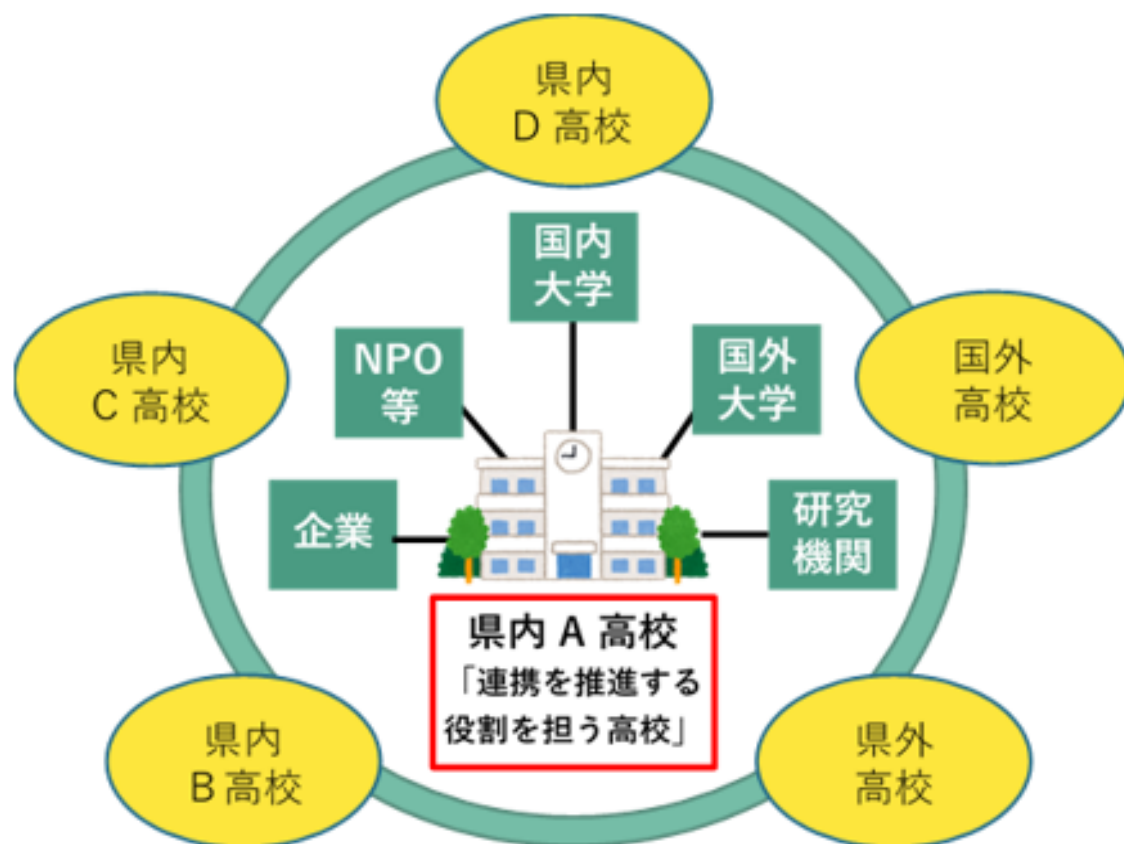 県内
D 高校
国内
大学
県内
C 高校
NPO
等
国外
大学
国外
高校
企業
研究
機関
県内 A 高校
「連携を推進する
役割を担う高校」
県内
B 高校
県外
高校